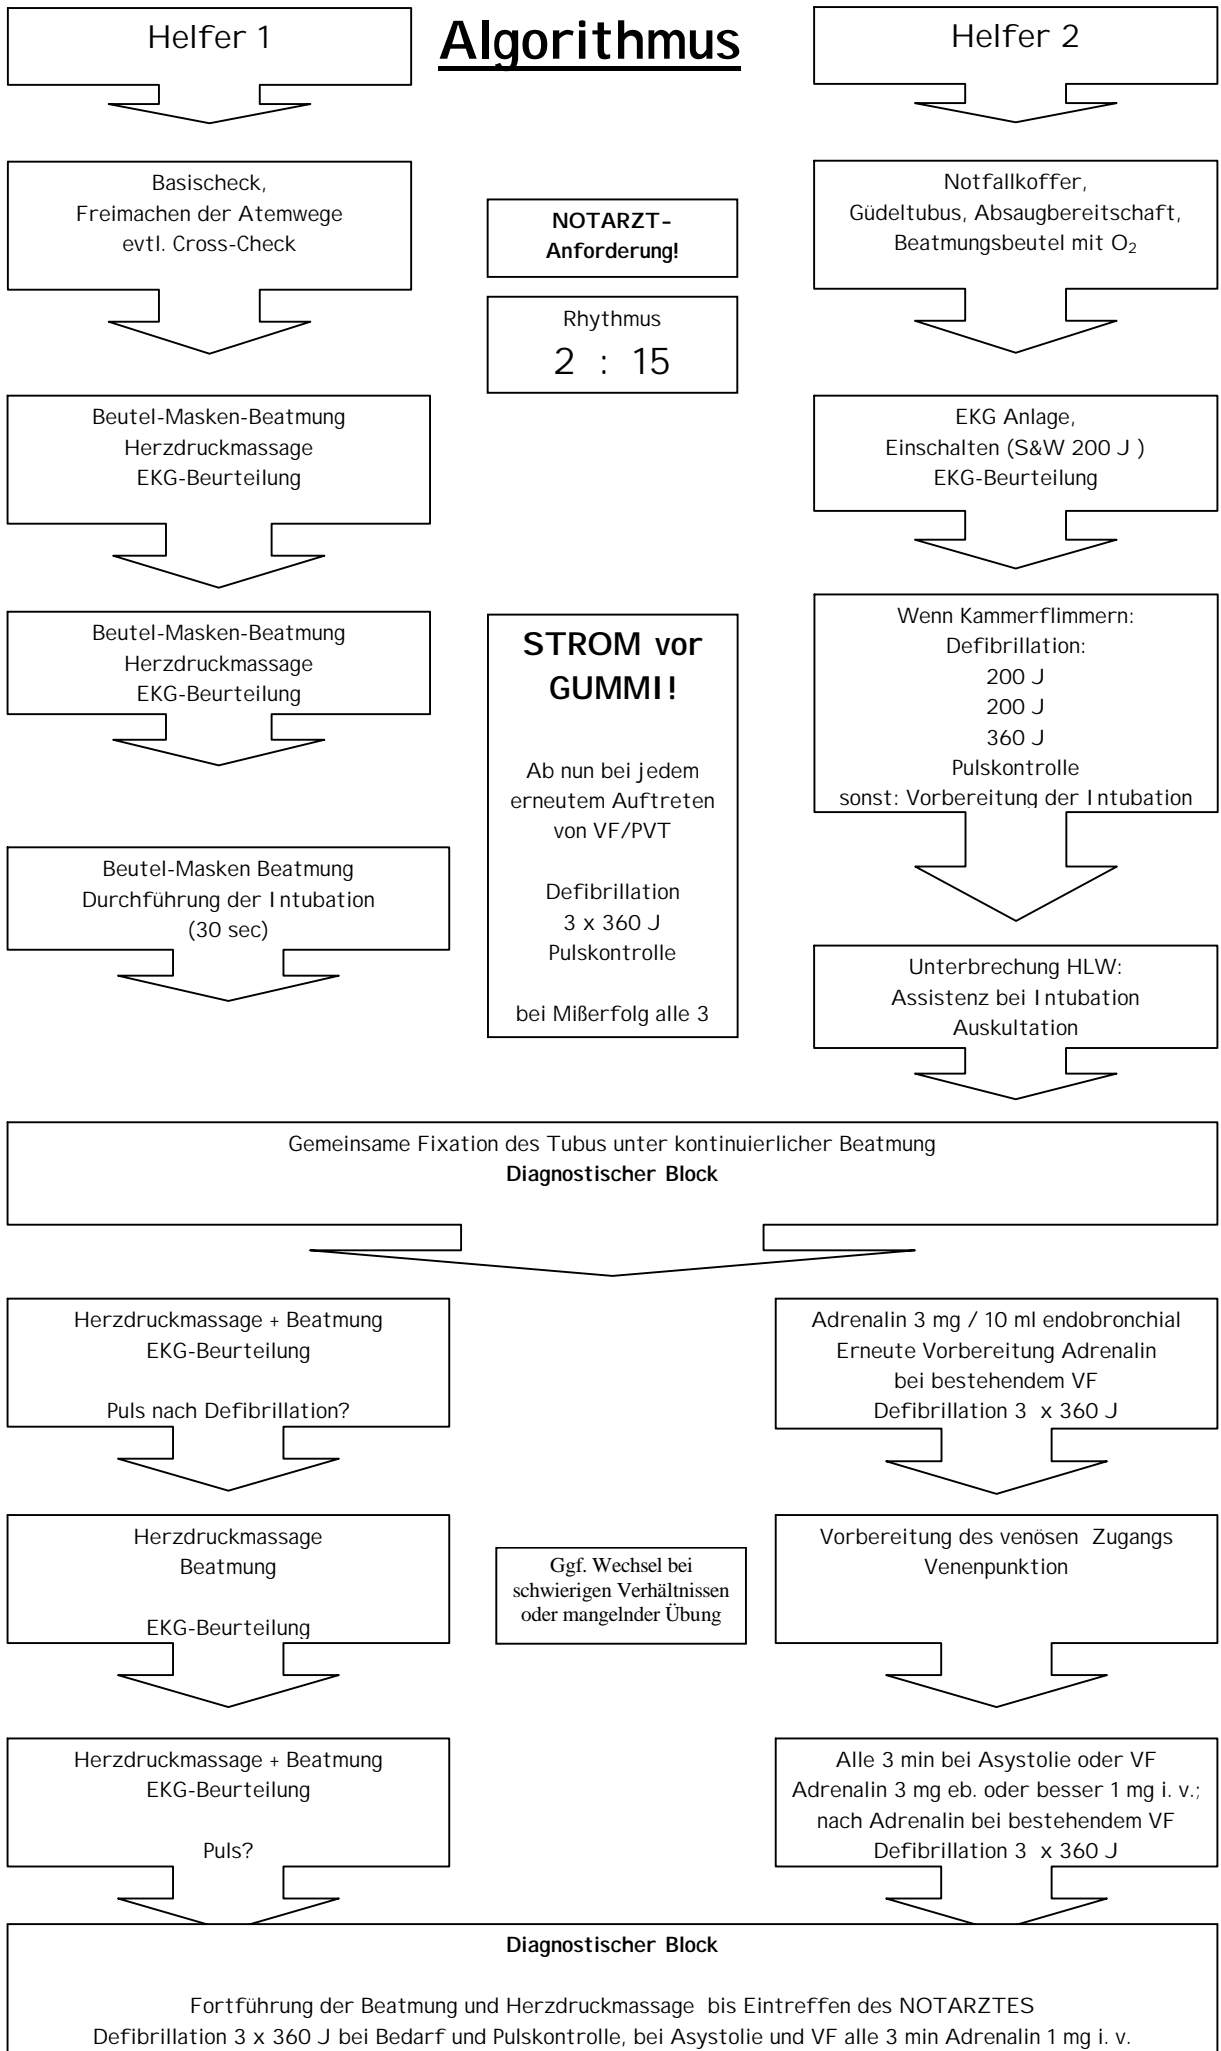 Helfer 1
Algorithmus
Helfer 2
Basischeck,
Freimachen der Atemwege
evtl. Cross-Check
NOTARZT-
Anforderung!
Notfallkoffer,
Güdeltubus, Absaugbereitschaft,
Beatmungsbeutel mit O₂
Rhythmus
2 : 15
Beutel-Masken-Beatmung
Herzdruckmassage
EKG-Beurteilung
EKG Anlage,
Einschalten (S&W 200 J )
EKG-Beurteilung
Beutel-Masken-Beatmung
Herzdruckmassage
EKG-Beurteilung
STROM vor
GUMMI!
Ab nun bei jedem
erneutem Auftreten
von VF/PVT
Defibrillation
3 x 360 J
Pulskontrolle
bei Mißerfolg alle 3
Wenn Kammerflimmern:
Defibrillation:
200 J
200 J
360 J
Pulskontrolle
sonst: Vorbereitung der Intubation
Beutel-Masken Beatmung
Durchführung der Intubation
(30 sec)
Unterbrechung HLW:
Assistenz bei Intubation
Auskultation
Gemeinsame Fixation des Tubus unter kontinuierlicher Beatmung
Diagnostischer Block
Herzdruckmassage + Beatmung
EKG-Beurteilung
Puls nach Defibrillation?
Adrenalin 3 mg / 10 ml endobronchial
Erneute Vorbereitung Adrenalin
bei bestehendem VF
Defibrillation 3 x 360 J
Herzdruckmassage
Beatmung
EKG-Beurteilung
Ggf. Wechsel bei
schwierigen Verhältnissen
oder mangelnder Übung
Vorbereitung des venösen Zugangs
Venenpunktion
Herzdruckmassage + Beatmung
EKG-Beurteilung
Puls?
Alle 3 min bei Asystolie oder VF
Adrenalin 3 mg eb. oder besser 1 mg i. v.;
nach Adrenalin bei bestehendem VF
Defibrillation 3 x 360 J
Diagnostischer Block
Fortführung der Beatmung und Herzdruckmassage bis Eintreffen des NOTARZTES
Defibrillation 3 x 360 J bei Bedarf und Pulskontrolle, bei Asystolie und VF alle 3 min Adrenalin 1 mg i. v.